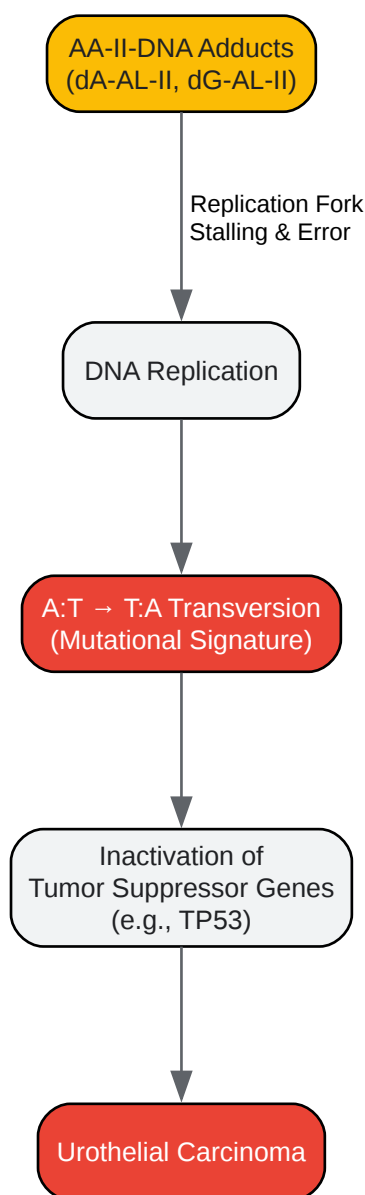 AA-II-DNA Adducts
(dA-AL-II, dG-AL-II)
Replication Fork
Stalling & Error
DNA Replication
A:T → T:A Transversion
(Mutational Signature)
Inactivation of
Tumor Suppressor Genes
(e.g., TP53)
Urothelial Carcinoma